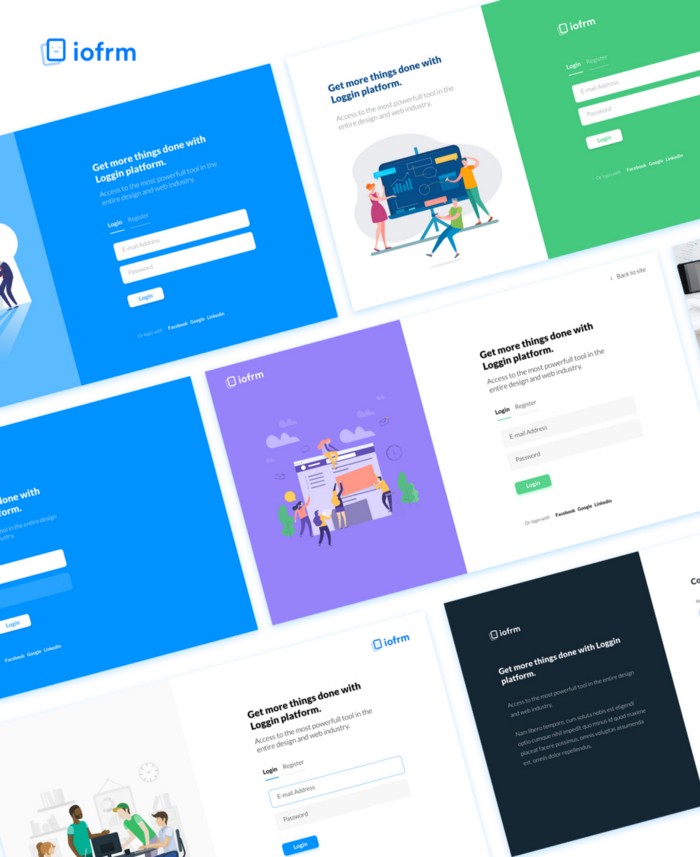 iofrm
Get more things done with
Loggin platform.
Access to the most powerfull tool in the
entire design and web industry.
Login Register
E-mail Address
Password
Login
Or login with Facebook Google Linkedin
Get more things done with
Loggin platform.
Access to the most powerfull tool in the
entire design and web industry.
iofrm
Login Register
E-mail Address
Password
Login
Or login with Facebook Google Linkedin
done with
form.
tool in the entire design
Login
Facebook Google Linkedin
iofrm
Back to site
Get more things done with
Loggin platform.
Access to the most powerfull tool in the
entire design and web industry.
Login Register
E-mail Address
Password
Login
Or login with Facebook Google Linkedin
iofrm
Get more things done with
Loggin platform.
Access to the most powerfull tool in the
entire design and web industry.
Login Register
E-mail Address
Password
Login
iofrm
Get more things done with Loggin
platform.
Access to the most powerfull tool in the entire design
and web industry.
Nam libero tempore, cum soluta nobis est eligendi
optio cumque nihil impedit quo minus id quod maxime
placeat facere possimus, omnis voluptas assumenda
est, omnis dolor repellendus.
Co